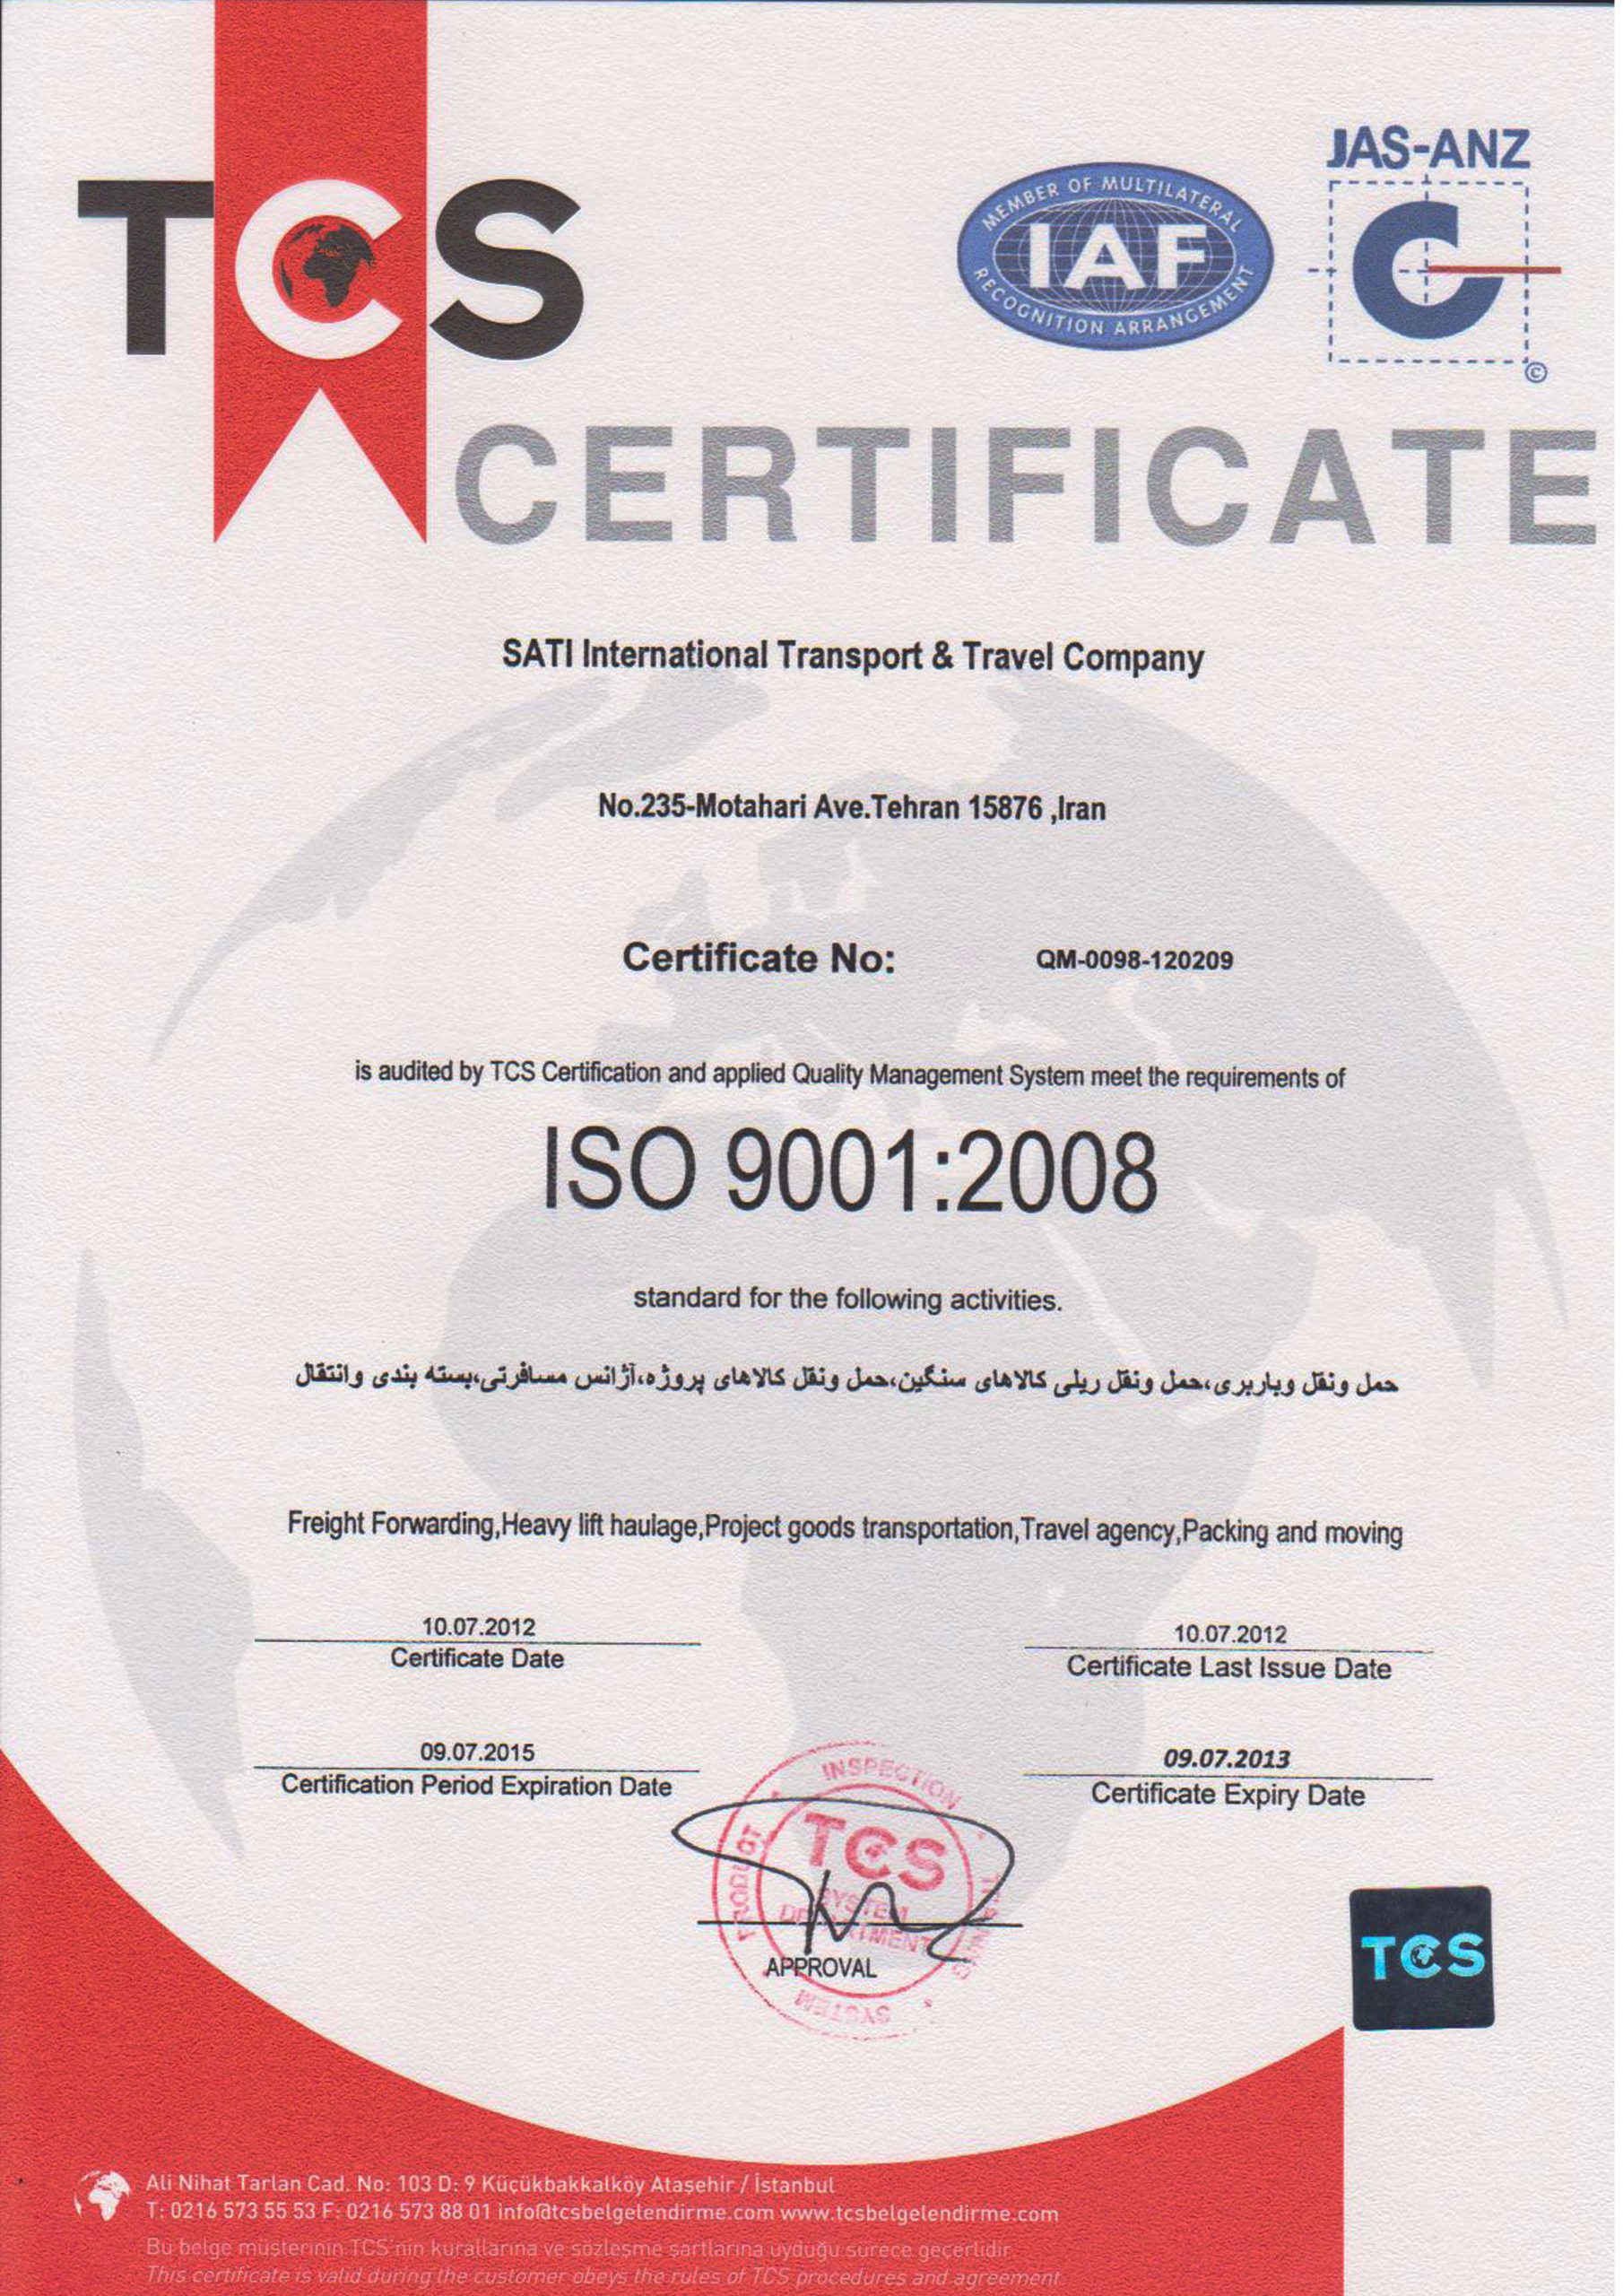 TCS
MEMBER OF MULTILATERAL
IAF
RECOGNITION ARRANGEMENT
JAS-ANZ
C
©
CERTIFICATE
SATI International Transport & Travel Company
No.235-Motahari Ave.Tehran 15876 ,Iran
Certificate No: QM-0098-120209
is audited by TCS Certification and applied Quality Management System meet the requirements of
ISO 9001:2008
standard for the following activities.
حمل ونقل وباربری،حمل ونقل ریلی کالاهای سنگین،حمل ونقل کالاهای پروژه،آژانس مسافرتی،بسته بندی وانتقال
Freight Forwarding,Heavy lift haulage,Project goods transportation,Travel agency,Packing and moving
10.07.2012
Certificate Date
10.07.2012
Certificate Last Issue Date
09.07.2015
Certification Period Expiration Date
09.07.2013
Certificate Expiry Date
INSPECTION
PRODUCT
TCS
SYSTEM
SYSTEM
APPROVAL
TCS
Ali Nihat Tarlan Cad. No: 103 D: 9 Küçükbakkalköy Ataşehir / İstanbul
T: 0216 573 55 53 F: 0216 573 88 01 info@tcsbelgelendirme.com www.tcsbelgelendirme.com
Bu belge müşterinin TCS'nin kurallarına ve sözleşme şartlarına uyduğu sürece geçerlidir.
This certificate is valid during the customer obeys the rules of TCS procedures and agreement.